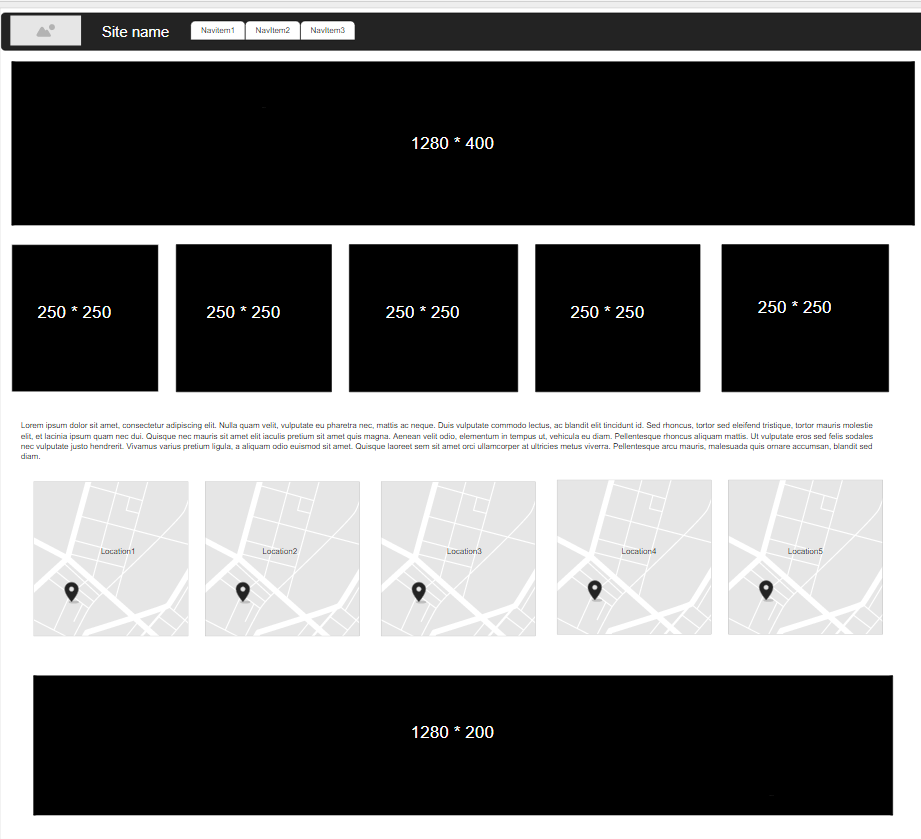 Site name
Navitem1
NavItem2
NavItem3
1280 * 400
250 * 250
250 * 250
250 * 250
250 * 250
250 * 250
Lorem ipsum dolor sit amet, consectetur adipiscing elit. Nulla quam velit, vulputate eu pharetra nec, mattis ac neque. Duis vulputate commodo lectus, ac blandit elit tincidunt id. Sed rhoncus, tortor sed eleifend tristique, tortor mauris molestie
elit, et lacinia ipsum quam nec dui. Quisque nec mauris sit amet elit iaculis pretium sit amet quis magna. Aenean velit odio, elementum in tempus ut, vehicula eu diam. Pellentesque rhoncus aliquam mattis. Ut vulputate eros sed felis sodales
nec vulputate justo hendrerit. Vivamus varius pretium ligula, a aliquam odio euismod sit amet. Quisque laoreet sem sit amet orci ullamcorper at ultricies metus viverra. Pellentesque arcu mauris, malesuada quis ornare accumsan, blandit sed
diam.
Location1
Location2
Location3
Location4
Location5
1280 * 200